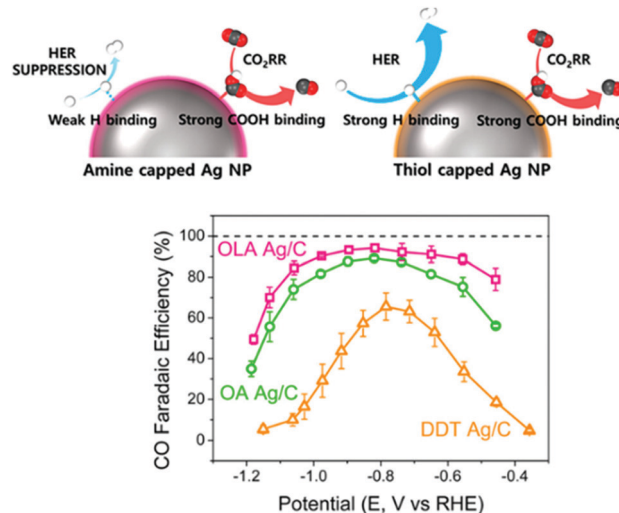 HER
SUPPRESSION
CO2RR
Weak H binding
Strong COOH binding
Amine capped Ag NP
HER
CO2RR
Strong H binding
Strong COOH binding
Thiol capped Ag NP
CO Faradaic Efficiency (%)
100
80
60
40
20
0
OLA Ag/C
OA Ag/C
DDT Ag/C
-1.2 -1.0 -0.8 -0.6 -0.4
Potential (E, V vs RHE)